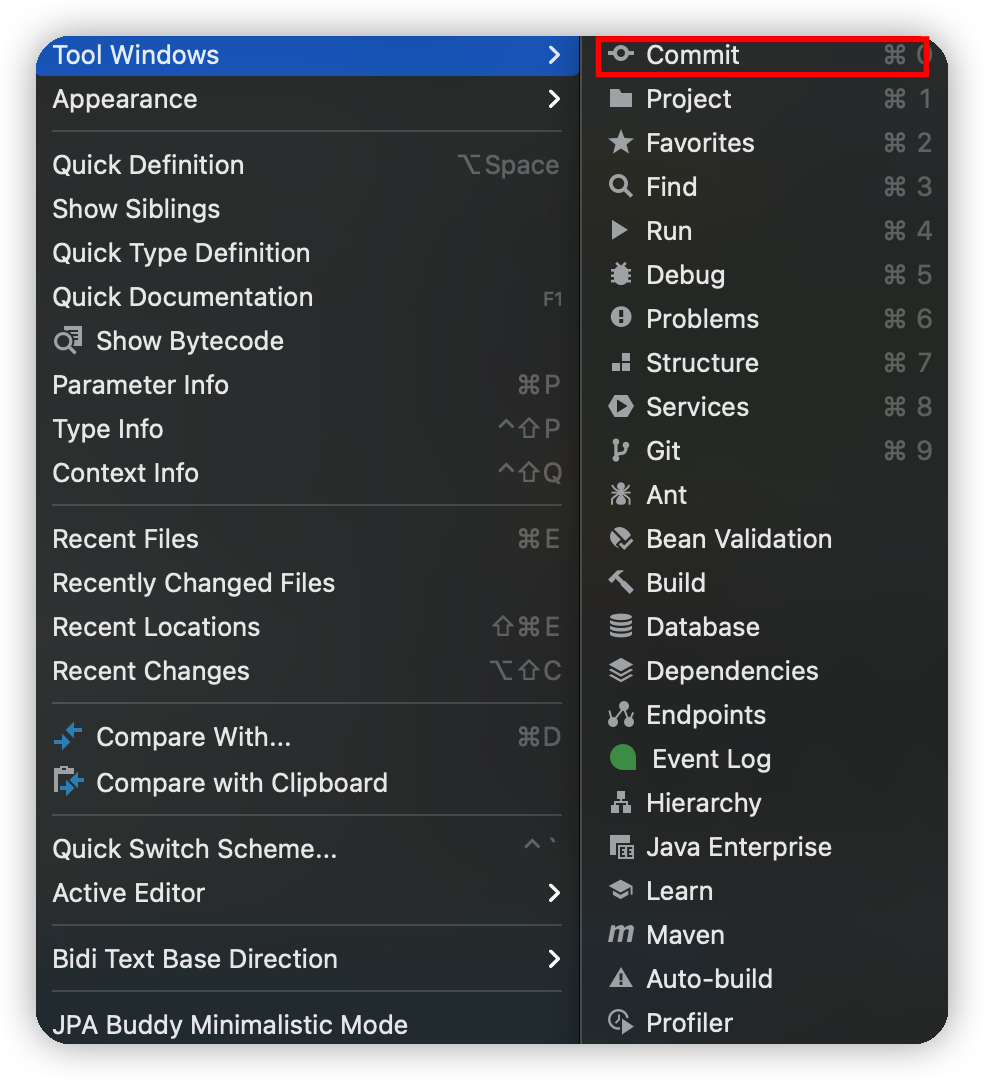 Tool Windows
Appearance
Quick Definition ⌥Space
Show Siblings
Quick Type Definition
Quick Documentation F1
Show Bytecode
Parameter Info ⌘P
Type Info ^⇧P
Context Info ^⇧Q
Recent Files ⌘E
Recently Changed Files
Recent Locations ⇧⌘E
Recent Changes ⌥⇧C
Compare With... ⌘D
Compare with Clipboard
Quick Switch Scheme... ^`
Active Editor
Bidi Text Base Direction
JPA Buddy Minimalistic Mode
Commit ⌘ 0
Project ⌘ 1
Favorites ⌘ 2
Find ⌘ 3
Run ⌘ 4
Debug ⌘ 5
Problems ⌘ 6
Structure ⌘ 7
Services ⌘ 8
Git ⌘ 9
Ant
Bean Validation
Build
Database
Dependencies
Endpoints
Event Log
Hierarchy
Java Enterprise
Learn
Maven
Auto-build
Profiler